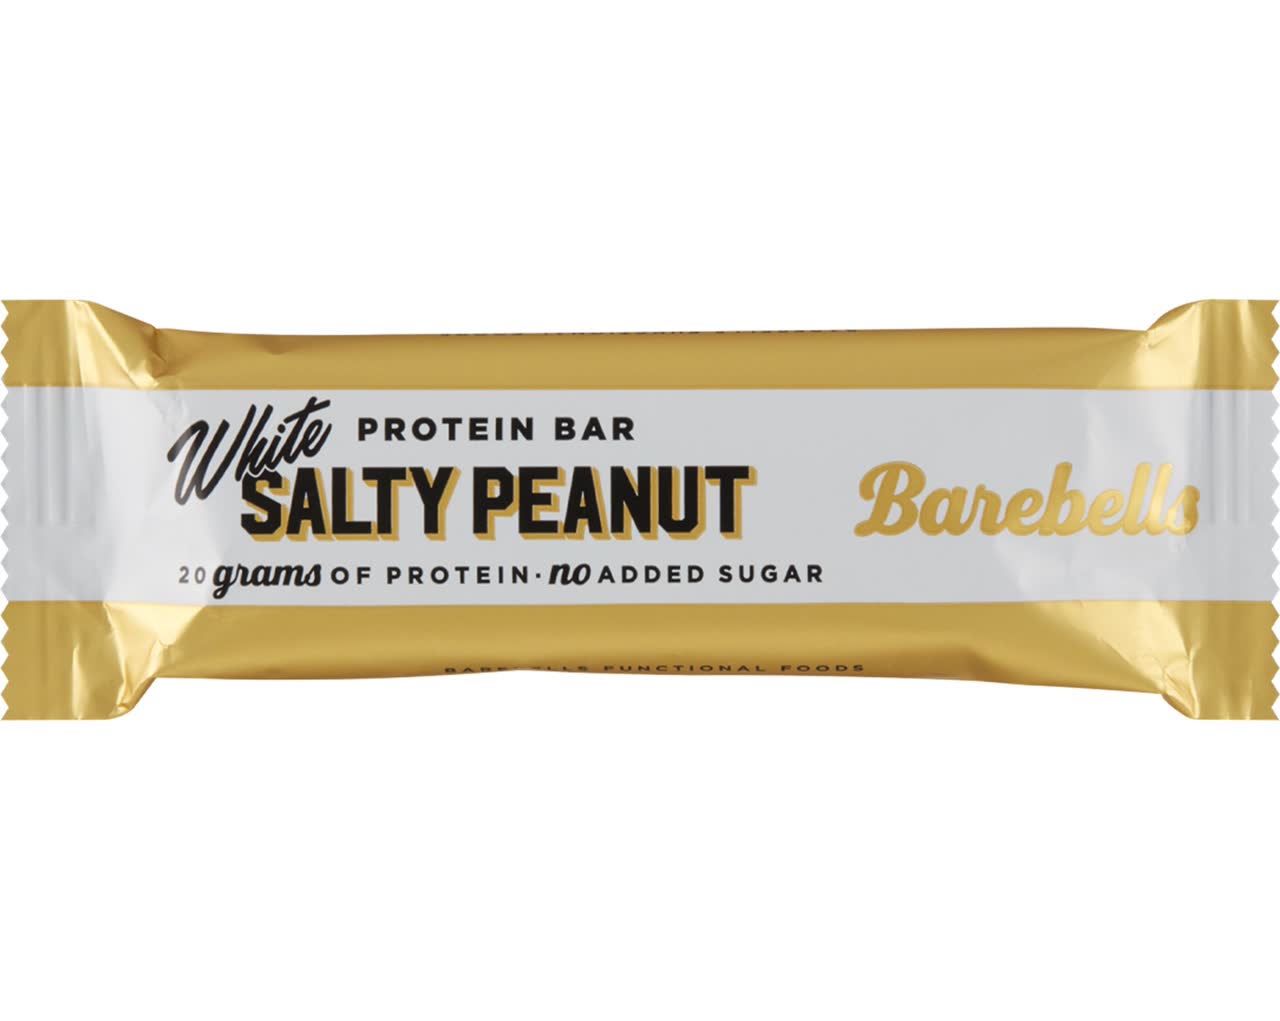 White PROTEIN BAR
SALTY PEANUT
Barebells
20 grams OF PROTEIN · no ADDED SUGAR
BAREBELLS FUNCTIONAL FOODS